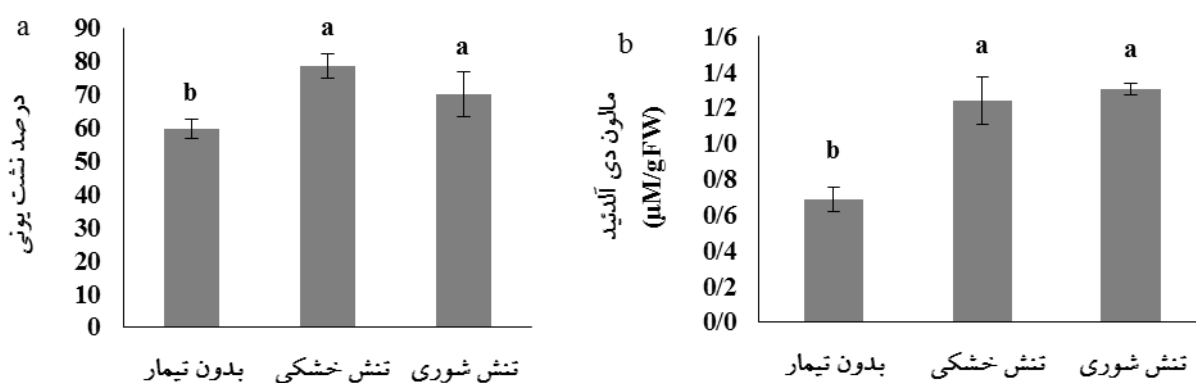 a
درصد نشت یونی
90
80
70
60
50
40
30
20
10
0
b
a
a
بدون تیمار
تنش خشکی
تنش شوری
b
مالون دی آلدئید
(µM/gFW)
1/6
1/4
1/2
1/0
0/8
0/6
0/4
0/2
0/0
b
a
a
بدون تیمار
تنش خشکی
تنش شوری